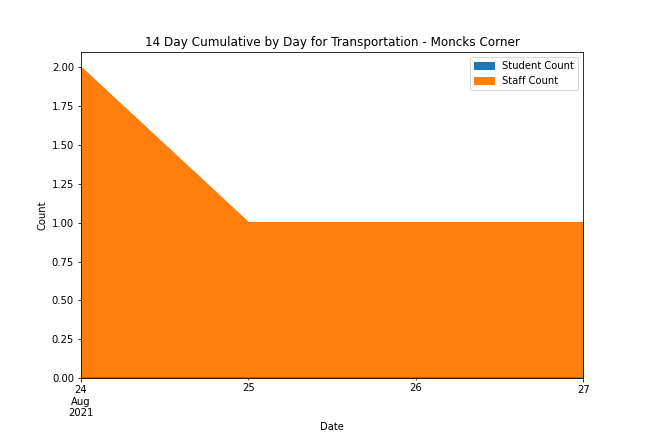 14 Day Cumulative by Day for Transportation - Moncks Corner
Student Count
Staff Count
Count
2.00
1.75
1.50
1.25
1.00
0.75
0.50
0.25
0.00
24
Aug
2021
25
26
27
Date